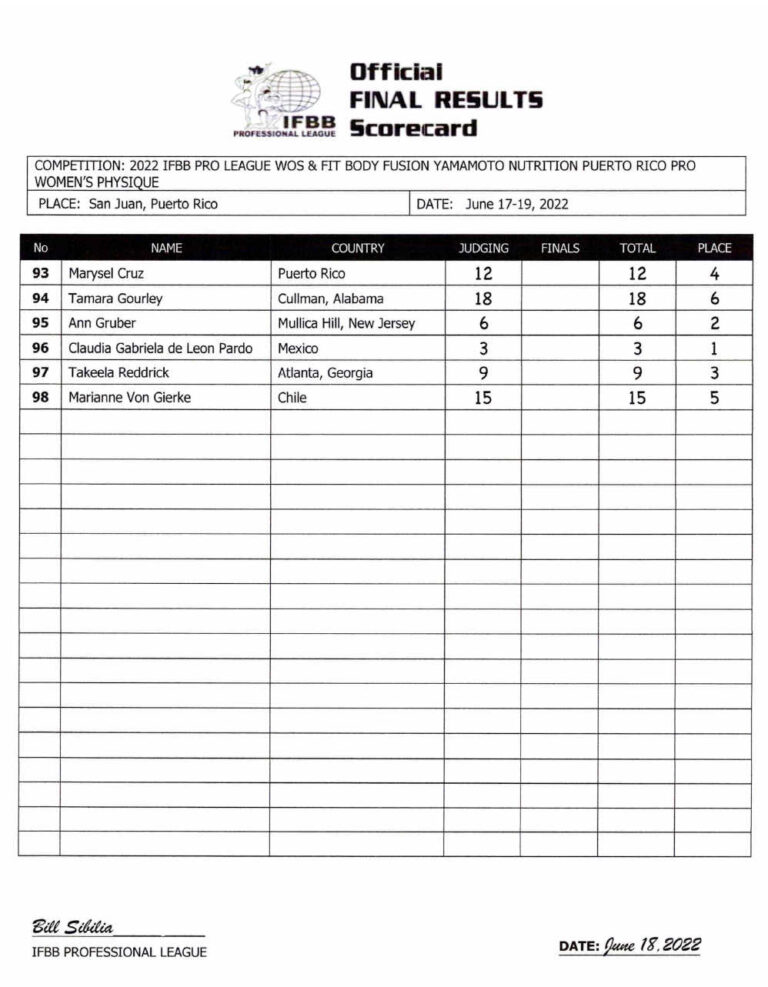 Official
FINAL RESULTS
Scorecard
IFBB
PROFESSIONAL LEAGUE
COMPETITION: 2022 IFBB PRO LEAGUE WOS & FIT BODY FUSION YAMAMOTO NUTRITION PUERTO RICO PRO
WOMEN'S PHYSIQUE
PLACE: San Juan, Puerto Rico DATE: June 17-19, 2022
No NAME COUNTRY JUDGING FINALS TOTAL PLACE
93 Marysel Cruz Puerto Rico 12 12 4
94 Tamara Gourley Cullman, Alabama 18 18 6
95 Ann Gruber Mullica Hill, New Jersey 6 6 2
96 Claudia Gabriela de Leon Pardo Mexico 3 3 1
97 Takeela Reddrick Atlanta, Georgia 9 9 3
98 Marianne Von Gierke Chile 15 15 5
Bill Sibilia
IFBB PROFESSIONAL LEAGUE
DATE: June 18, 2022